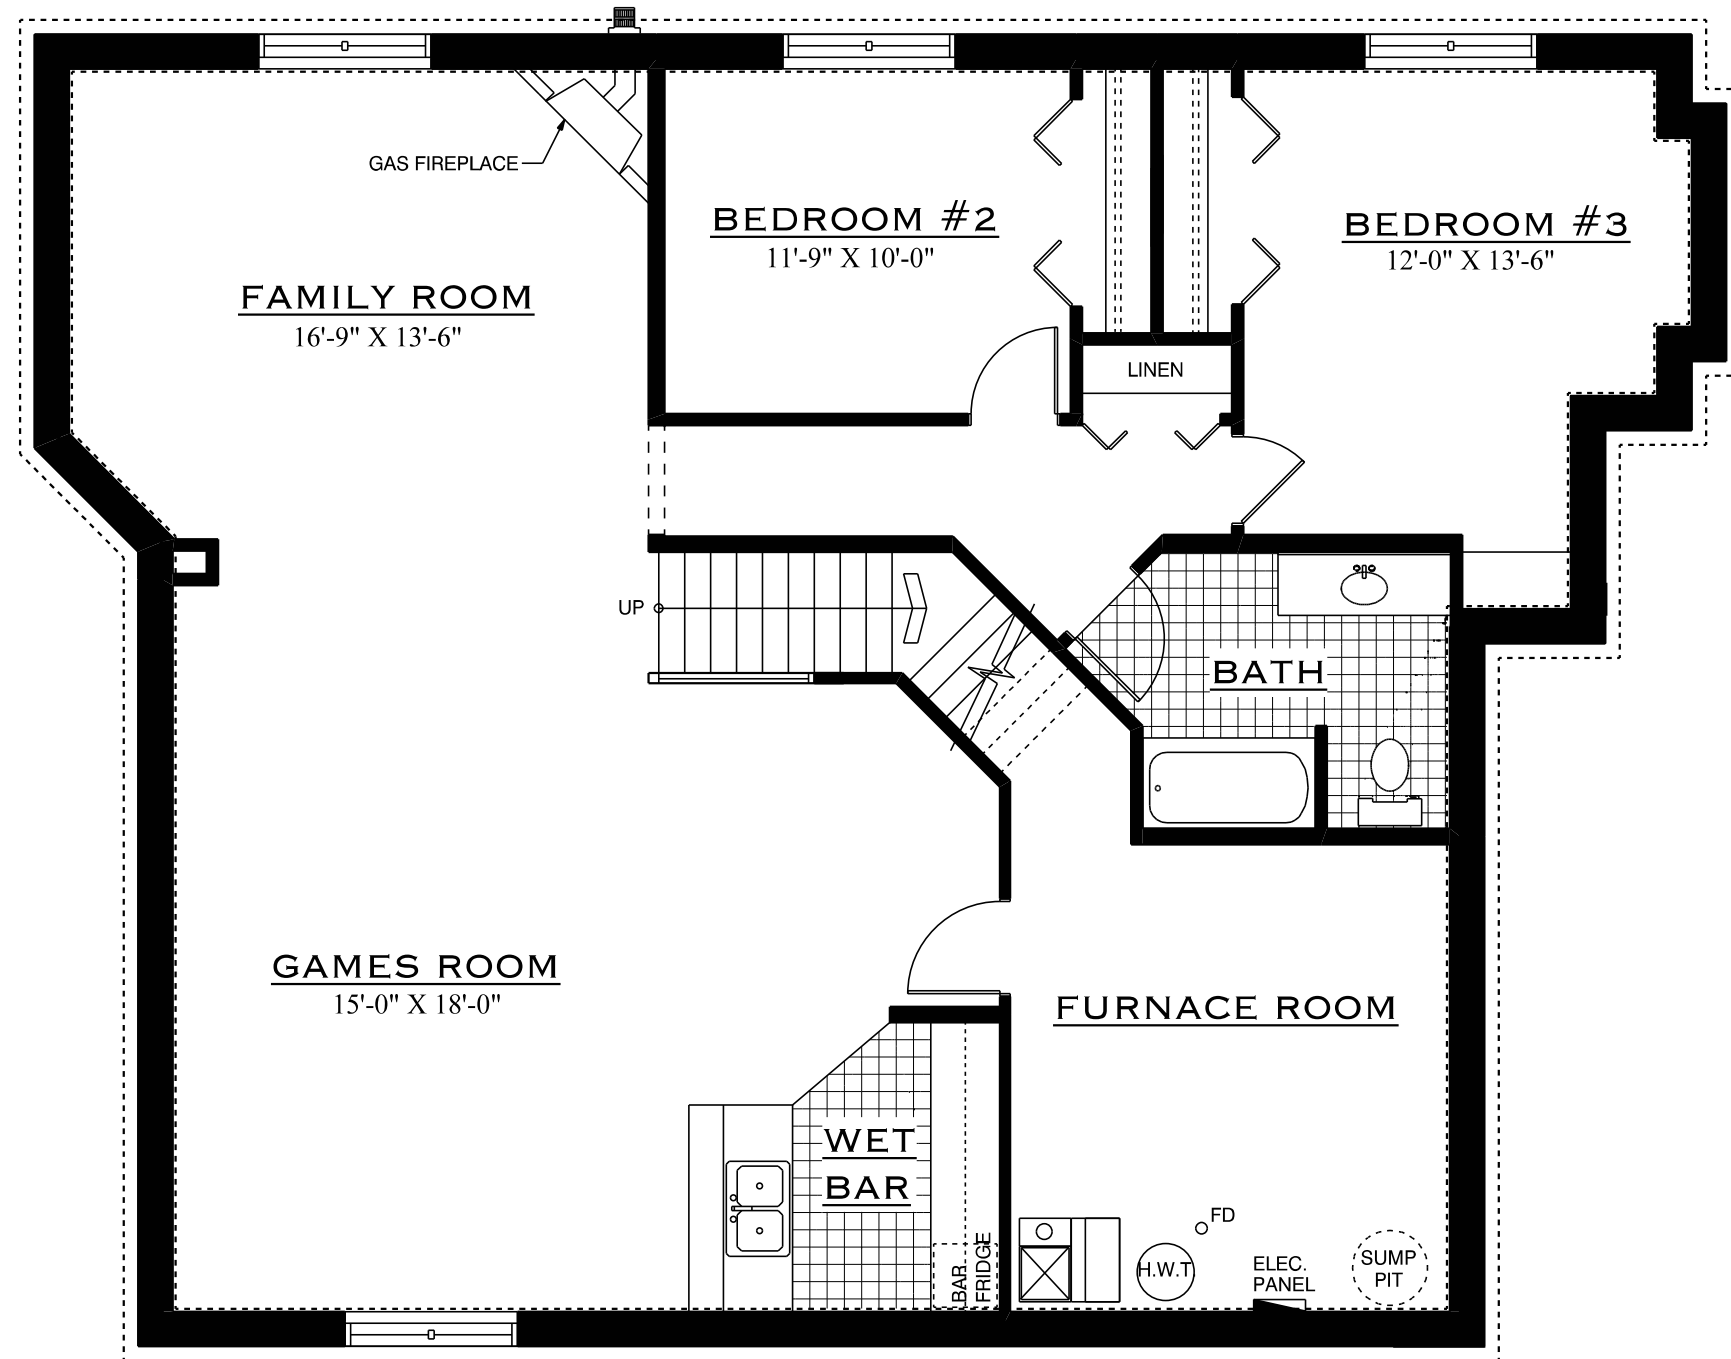 GAS FIREPLACE
BEDROOM #2
11'-9" X 10'-0"
BEDROOM #3
12'-0" X 13'-6"
FAMILY ROOM
16'-9" X 13'-6"
LINEN
UP
BATH
GAMES ROOM
15'-0" X 18'-0"
FURNACE ROOM
WET
BAR
BAR
FRIDGE
FD
H.W.T
ELEC.
PANEL
SUMP
PIT